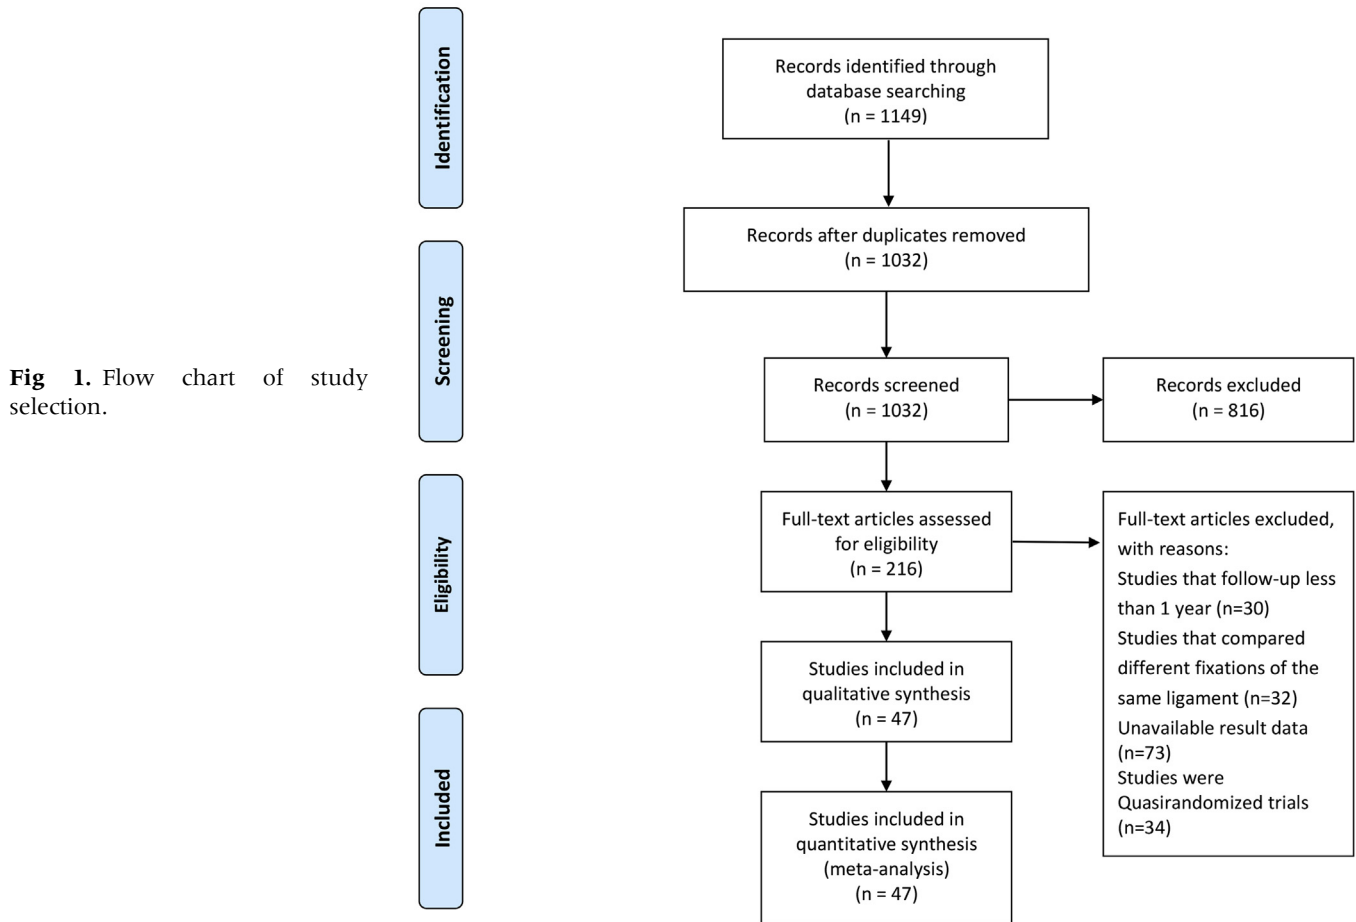 Fig 1. Flow chart of study
selection.
Identification
Screening
Eligibility
Included
Records identified through
database searching
(n = 1149)
Records after duplicates removed
(n = 1032)
Records screened
(n = 1032)
Records excluded
(n = 816)
Full-text articles assessed
for eligibility
(n = 216)
Full-text articles excluded,
with reasons:
Studies that follow-up less
than 1 year (n=30)
Studies that compared
different fixations of the
same ligament (n=32)
Unavailable result data
(n=73)
Studies were
Quasirandomized trials
(n=34)
Studies included in
qualitative synthesis
(n = 47)
Studies included in
quantitative synthesis
(meta-analysis)
(n = 47)